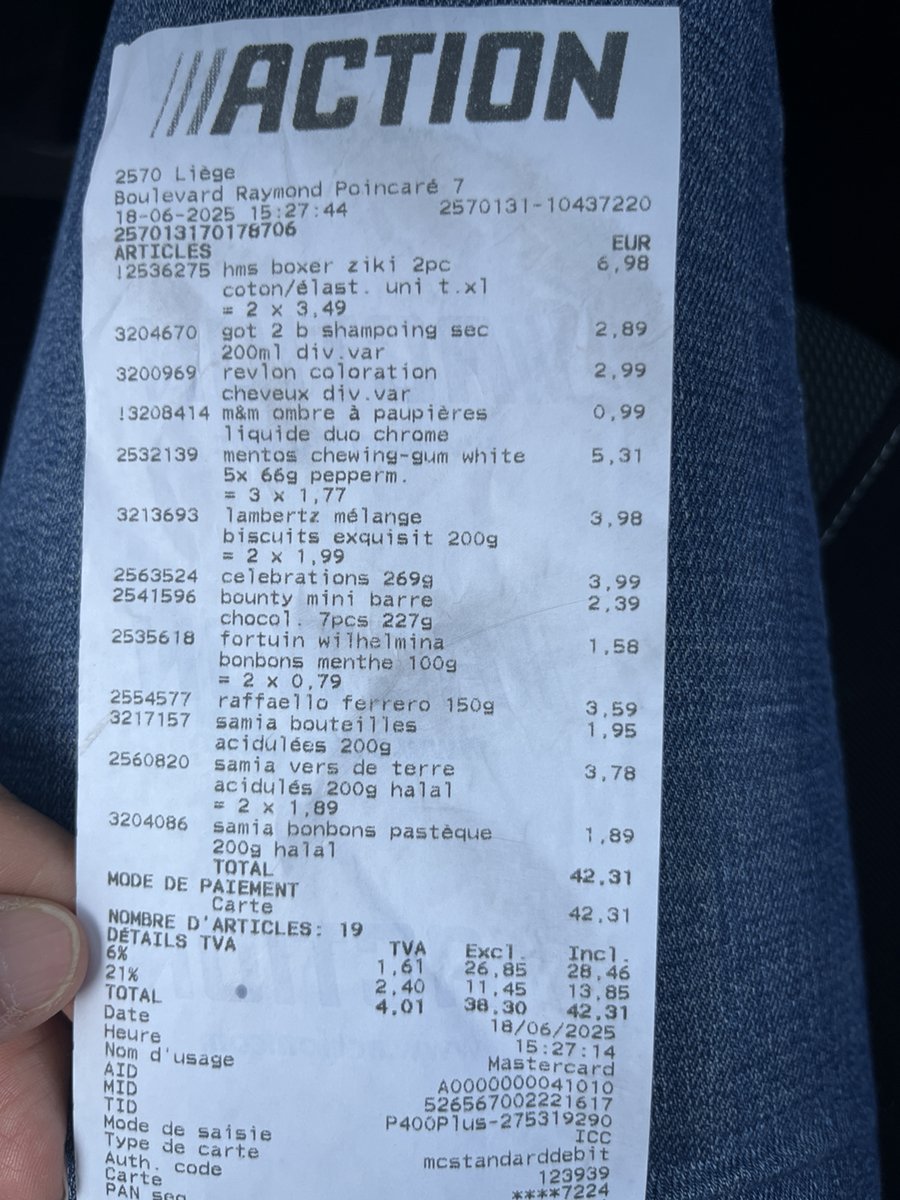 ACTION
2570 Liège
Boulevard Raymond Poincaré 7
18-06-2025 15:27:44 2570131-10437220
257013170178706
ARTICLES EUR
!2536275 hms boxer ziki 2pc 6,98
coton/élast. uni t.xl
= 2 x 3,49
3204670 got 2 b shampoing sec 2,89
200ml div.var
3200969 revlon coloration 2,99
cheveux div.var
!3208414 m&m ombre à paupières 0,99
liquide duo chrome
2532139 mentos chewing-gum white 5,31
5x 66g pepperm.
= 3 x 1,77
3213693 lambertz mélange 3,98
biscuits exquisit 200g
= 2 x 1,99
2563524 celebrations 269g 3,99
2541596 bounty mini barre 2,39
chocol. 7pcs 227g
2535618 fortuin wilhelmina 1,58
bonbons menthe 100g
= 2 x 0,79
2554577 raffaello ferrero 150g 3,59
3217157 samia bouteilles 1,95
acidulées 200g
2560820 samia vers de terre 3,78
acidulés 200g halal
= 2 x 1,89
3204086 samia bonbons pastèque 1,89
200g halal
TOTAL 42,31
MODE DE PAIEMENT
Carte 42,31
NOMBRE D'ARTICLES: 19
DÉTAILS TVA TVA Excl. Incl.
6% 1,61 26,85 28,46
21% 2,40 11,45 13,85
TOTAL 4,01 38,30 42,31
Date 18/06/2025
Heure 15:27:14
Nom d'usage Mastercard
AID A0000000041010
MID 526567002221617
TID P400Plus-275319290
Mode de saisie ICC
Type de carte mcstandarddebit
Auth. code 123939
Carte ****7224
PAN seq